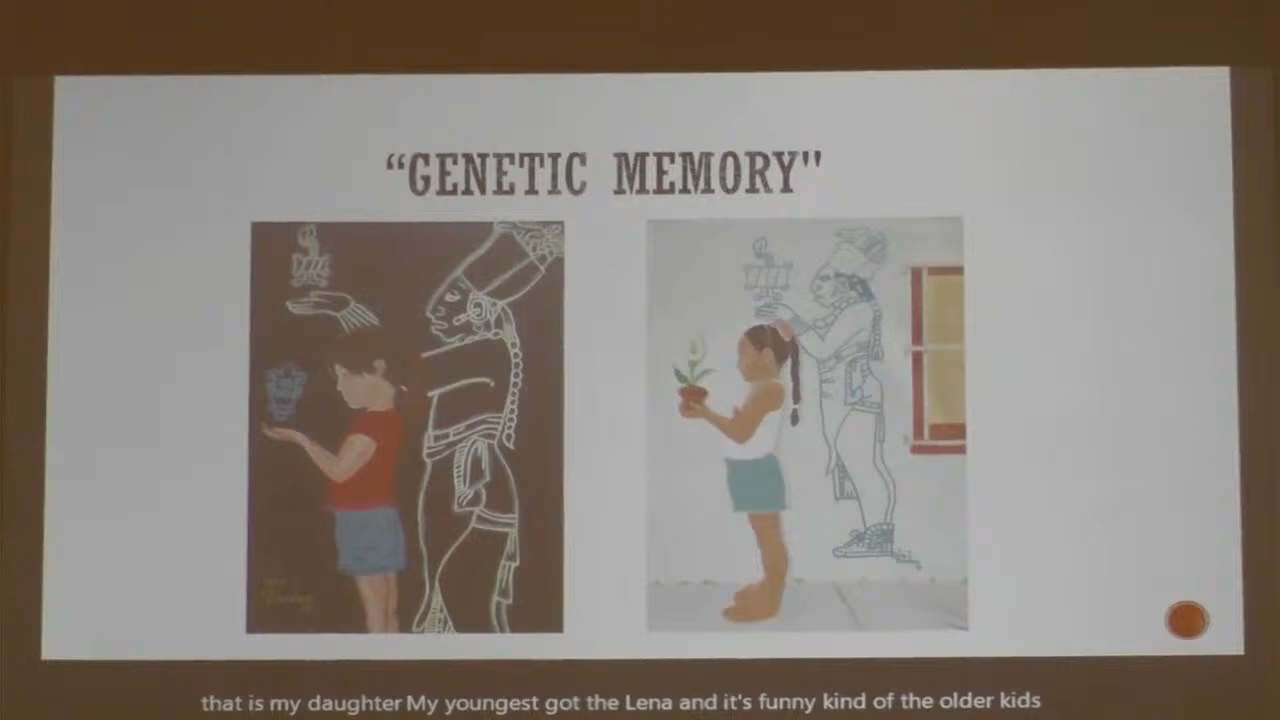 “GENETIC MEMORY"
that is my daughter My youngest got the Lena and it's funny kind of the older kids